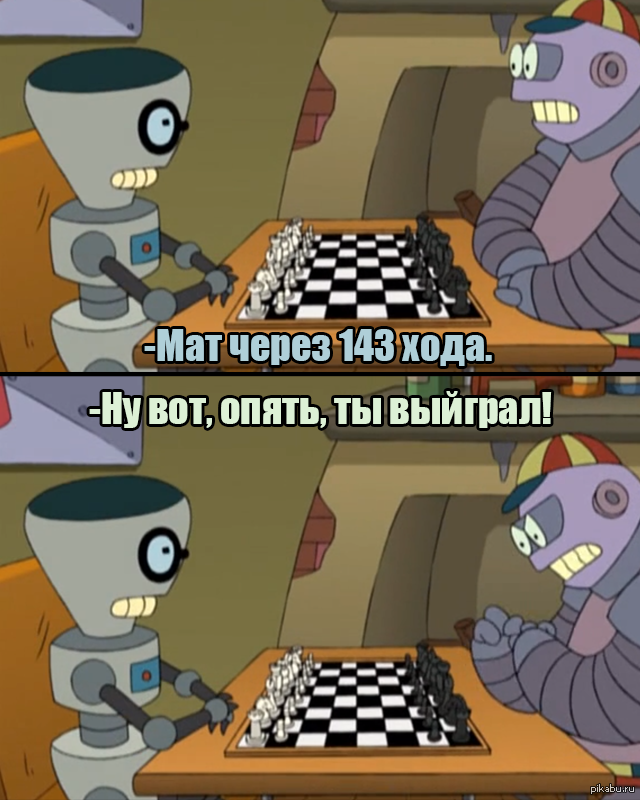 -Мат через 143 хода.
-Ну вот, опять, ты выйграл!
pikabu.ru